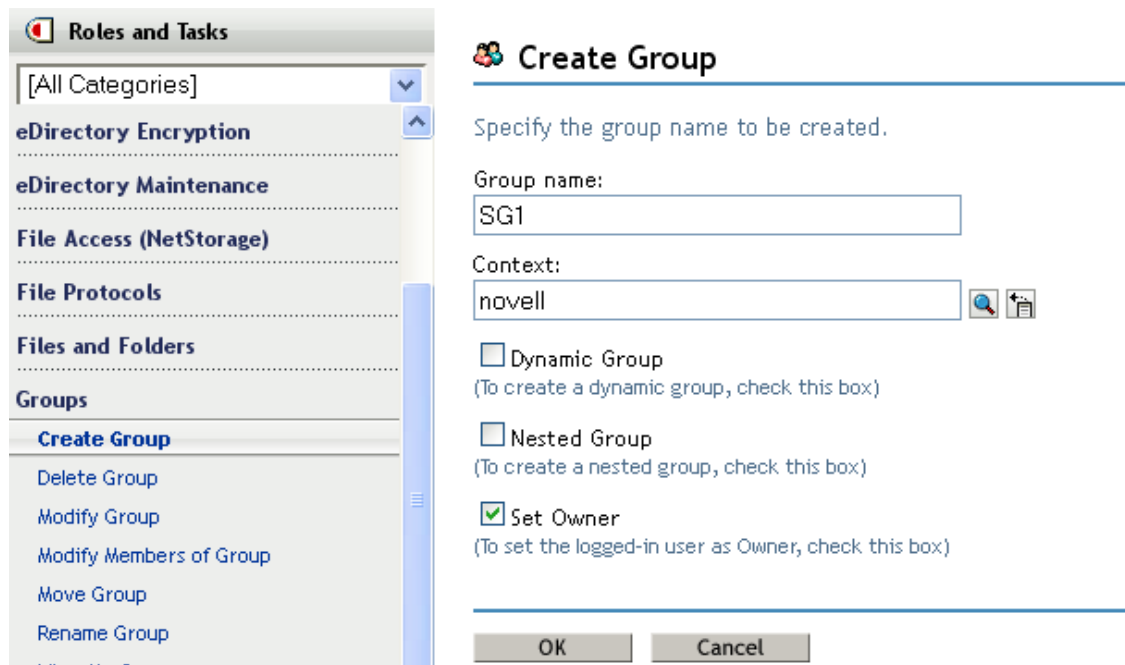 Roles and Tasks
[All Categories]
eDirectory Encryption
eDirectory Maintenance
File Access (NetStorage)
File Protocols
Files and Folders
Groups
Create Group
Delete Group
Modify Group
Modify Members of Group
Move Group
Rename Group
Create Group
Specify the group name to be created.
Group name:
SG1
Context:
novell
Dynamic Group
(To create a dynamic group, check this box)
Nested Group
(To create a nested group, check this box)
Set Owner
(To set the logged-in user as Owner, check this box)
OK Cancel